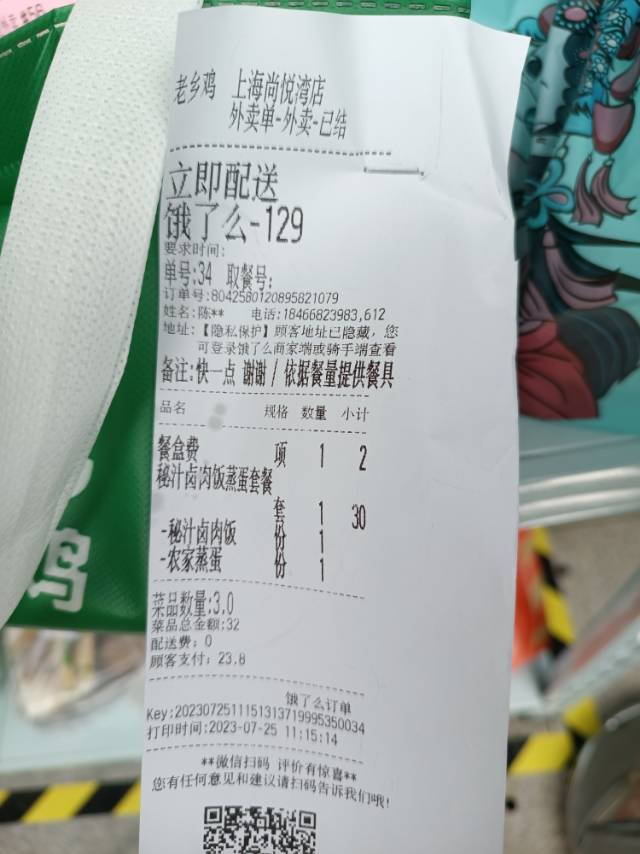 老乡鸡 上海尚悦湾店
外卖单-外卖-已结
立即配送
饿了么-129
要求时间:
单号:34 取餐号:
订单号:8042580120895821079
姓名:陈** 电话:18466823983,612
地址:【隐私保护】顾客地址已隐藏, 您
可登录饿了么商家端或骑手端查看
备注:快一点 谢谢 / 依据餐量提供餐具
品名 规格 数量 小计
餐盒费 项 1 2
秘汁卤肉饭蒸蛋套餐
套 1 30
-秘汁卤肉饭 份 1
-农家蒸蛋 份 1
菜品数量:3.0
菜品总金额:32
配送费: 0
顾客支付: 23.8
饿了么订单
Key:2023072511151313719995350034
打印时间:2023-07-25 11:15:14
**微信扫码 评价有惊喜**
您有任何意见和建议请扫码告诉我们哦!
鸡